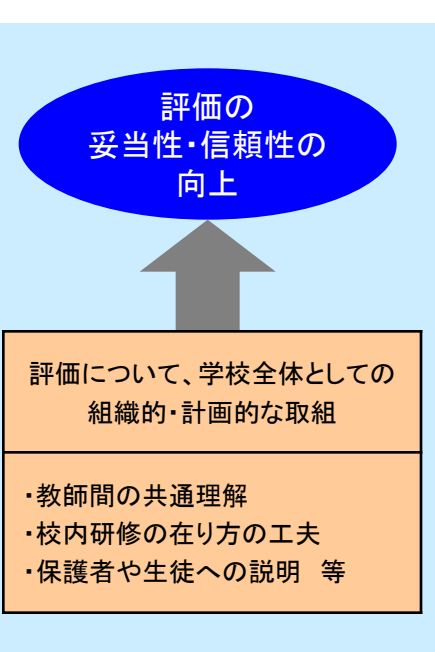 評価の
妥当性・信頼性の
向上
評価について、学校全体としての
組織的・計画的な取組
・教師間の共通理解
・校内研修の在り方の工夫
・保護者や生徒への説明　等